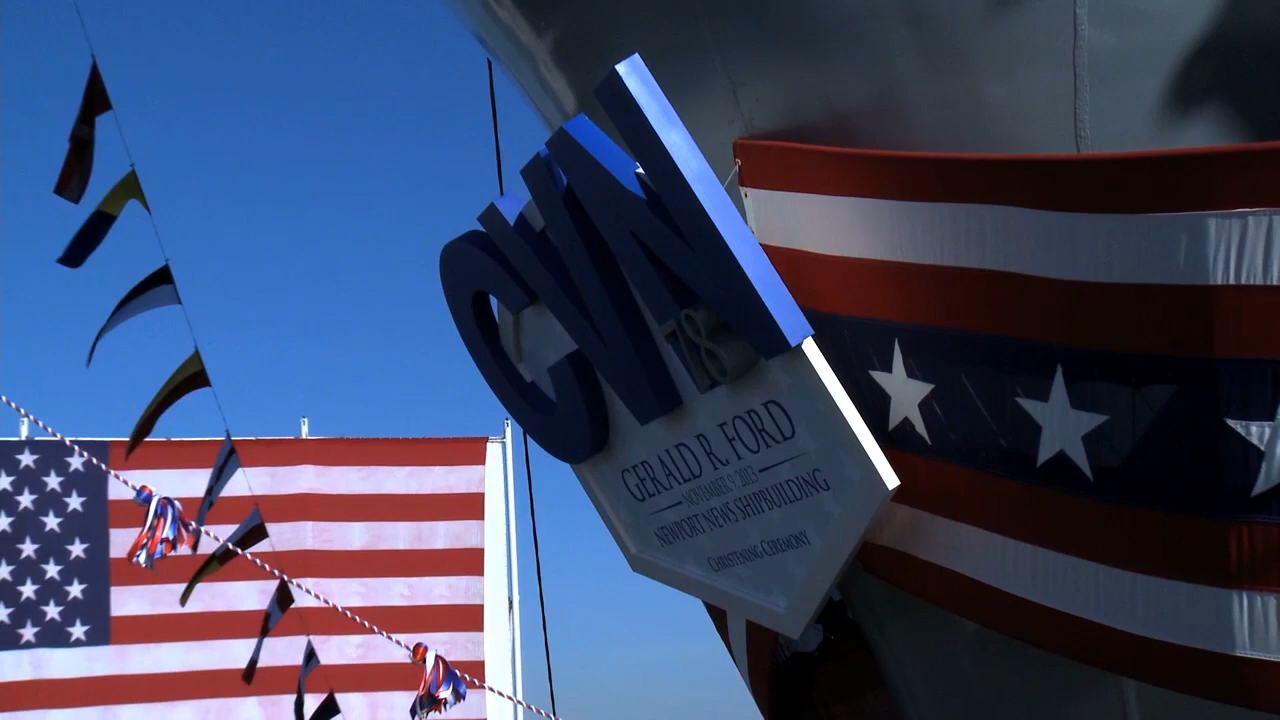 CVN
78
GERALD R. FORD
NOVEMBER 9, 2013
NEWPORT NEWS SHIPBUILDING
CHRISTENING CEREMONY